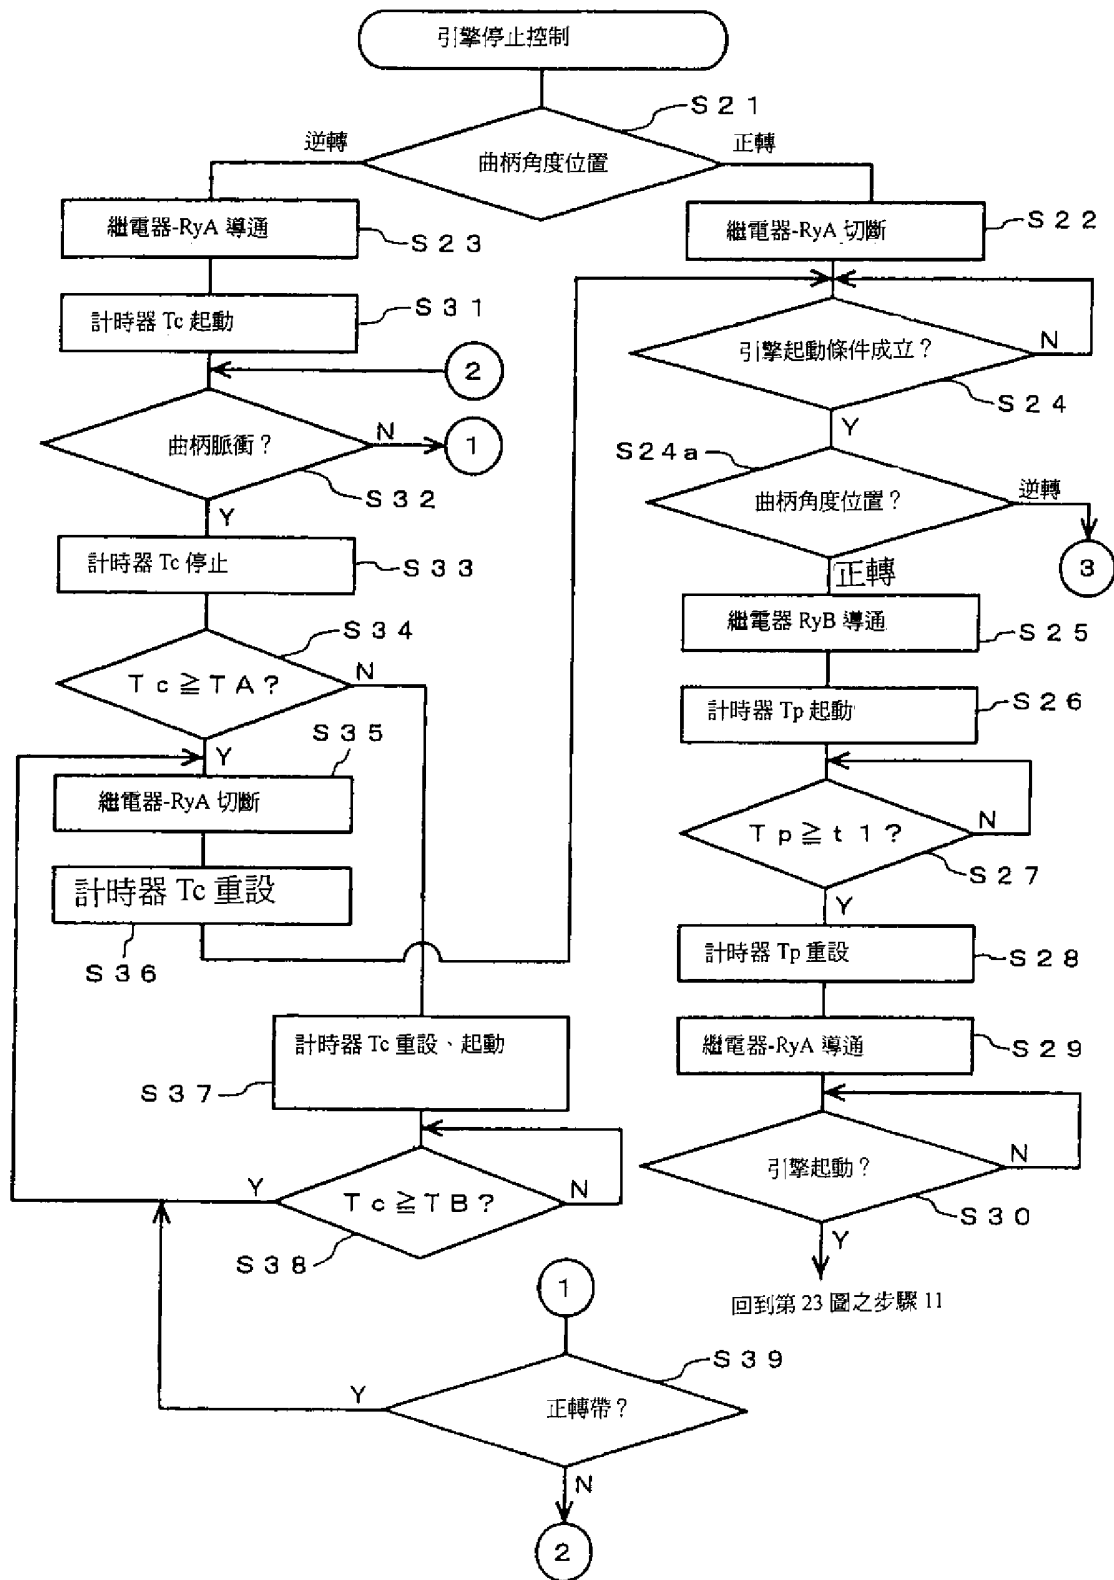 引擎停止控制
S21
逆轉
正轉
曲柄角度位置
繼電器-RyA 導通
S23
繼電器-RyA 切斷
S22
計時器 Tc 起動
S31
引擎起動條件成立？
N
S24
Y
2
曲柄脈衝？
N
1
S32
Y
S24a
曲柄角度位置？
逆轉
3
正轉
計時器 Tc 停止
S33
繼電器 RyB 導通
S25
S34
Tc≧TA？
N
Y
計時器 Tp 起動
S26
S35
繼電器-RyA 切斷
Tp≧t1？
N
S27
Y
計時器 Tc 重設
S36
計時器 Tp 重設
S28
計時器 Tc 重設、起動
S37
繼電器-RyA 導通
S29
引擎起動？
N
S30
Y
Y
Tc≧TB？
N
S38
回到第 23 圖之步驟 11
1
S39
Y
正轉帶？
N
2